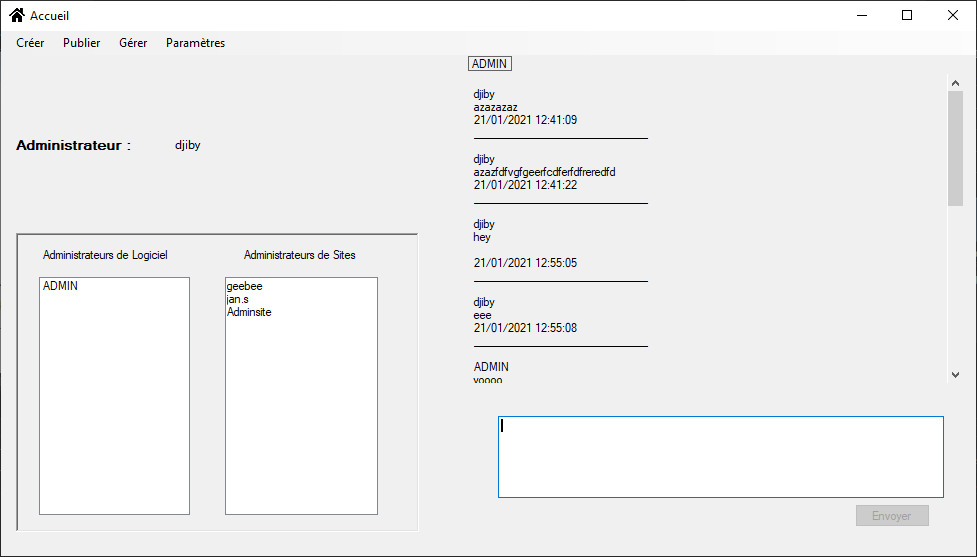 Accueil
Créer Publier Gérer Paramètres
Administrateur : djiby
Administrateurs de Logiciel
ADMIN
Administrateurs de Sites
geebee
jan.s
Adminsite
ADMIN
djiby
azazazaz
21/01/2021 12:41:09
djiby
azazfdfvgfgeerfcdferfdfreredfd
21/01/2021 12:41:22
djiby
hey
21/01/2021 12:55:05
djiby
eee
21/01/2021 12:55:08
ADMIN
yoooo
Envoyer